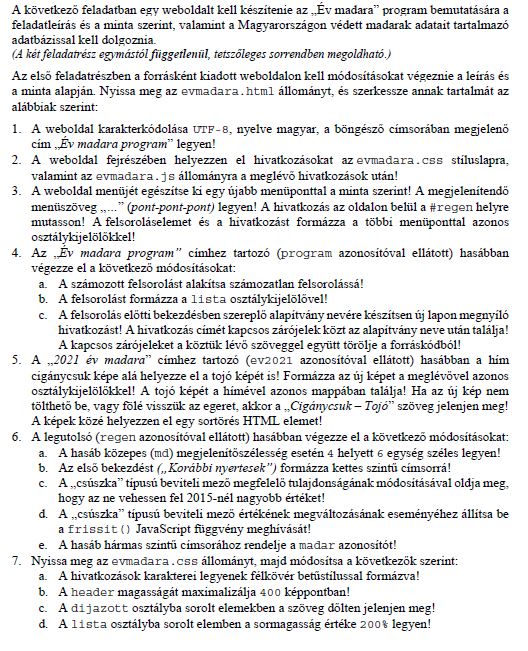 A következő feladatban egy weboldalt kell készítenie az „Év madara” program bemutatására a
feladatleírás és a minta szerint, valamint a Magyarországon védett madarak adatait tartalmazó
adatbázissal kell dolgoznia.
(A két feladatrész egymástól függetlenül, tetszőleges sorrendben megoldható.)
Az első feladatrészben a forrásként kiadott weboldalon kell módosításokat végeznie a leírás és
a minta alapján. Nyissa meg az evmadara.html állományt, és szerkessze annak tartalmát az
alábbiak szerint:
1. A weboldal karakterkódolása UTF-8, nyelve magyar, a böngésző címsorában megjelenő
cím „Év madara program” legyen!
2. A weboldal fejrészében helyezzen el hivatkozásokat az evmadara.css stíluslapra,
valamint az evmadara.js állományra a meglévő hivatkozások után!
3. A weboldal menüjét egészítse ki egy újabb menüponttal a minta szerint! A megjelenítendő
menüszöveg „…” (pont-pont-pont) legyen! A hivatkozás az oldalon belül a #regen helyre
mutasson! A felsoroláselemet és a hivatkozást formázza a többi menüponttal azonos
osztálykijelölőkkel!
4. Az „Év madara program” címhez tartozó (program azonosítóval ellátott) hasábban
végezze el a következő módosításokat:
a. A számozott felsorolást alakítsa számozatlan felsorolássá!
b. A felsorolást formázza a lista osztálykijelölővel!
c. A felsorolás előtti bekezdésben szereplő alapítvány nevére készítsen új lapon megnyíló
hivatkozást! A hivatkozás címét kapcsos zárójelek közt az alapítvány neve után találja!
A kapcsos zárójeleket a köztük lévő szöveggel együtt törölje a forráskódból!
5. A „2021 év madara” címhez tartozó (ev2021 azonosítóval ellátott) hasábban a hím
cigánycsuk képe alá helyezze el a tojó képét is! Formázza az új képet a meglévővel azonos
osztálykijelölőkkel! A tojó képét a hímével azonos mappában találja! Ha az új kép nem
tölthető be, vagy fölé visszük az egeret, akkor a „Cigánycsuk – Tojó” szöveg jelenjen meg!
A képek közé helyezzen el egy sortörés HTML elemet!
6. A legutolsó (regen azonosítóval ellátott) hasábban végezze el a következő módosításokat:
a. A hasáb közepes (md) megjelenítőszélesség esetén 4 helyett 6 egység széles legyen!
b. Az első bekezdést („Korábbi nyertesek”) formázza kettes szintű címsorrá!
c. A „csúszka” típusú beviteli mező megfelelő tulajdonságának módosításával oldja meg,
hogy az ne vehessen fel 2015-nél nagyobb értéket!
d. A „csúszka” típusú beviteli mező értékének megváltozásának eseményéhez állítsa be
a frissit() JavaScript függvény meghívását!
e. A hasáb hármas szintű címsorához rendelje a madar azonosítót!
7. Nyissa meg az evmadara.css állományt, majd módosítsa a következők szerint:
a. A hivatkozások karakterei legyenek félkövér betűstílussal formázva!
b. A header magasságát maximalizálja 400 képpontban!
c. A dijazott osztályba sorolt elemekben a szöveg dőlten jelenjen meg!
d. A lista osztályba sorolt elemben a sormagasság értéke 200% legyen!